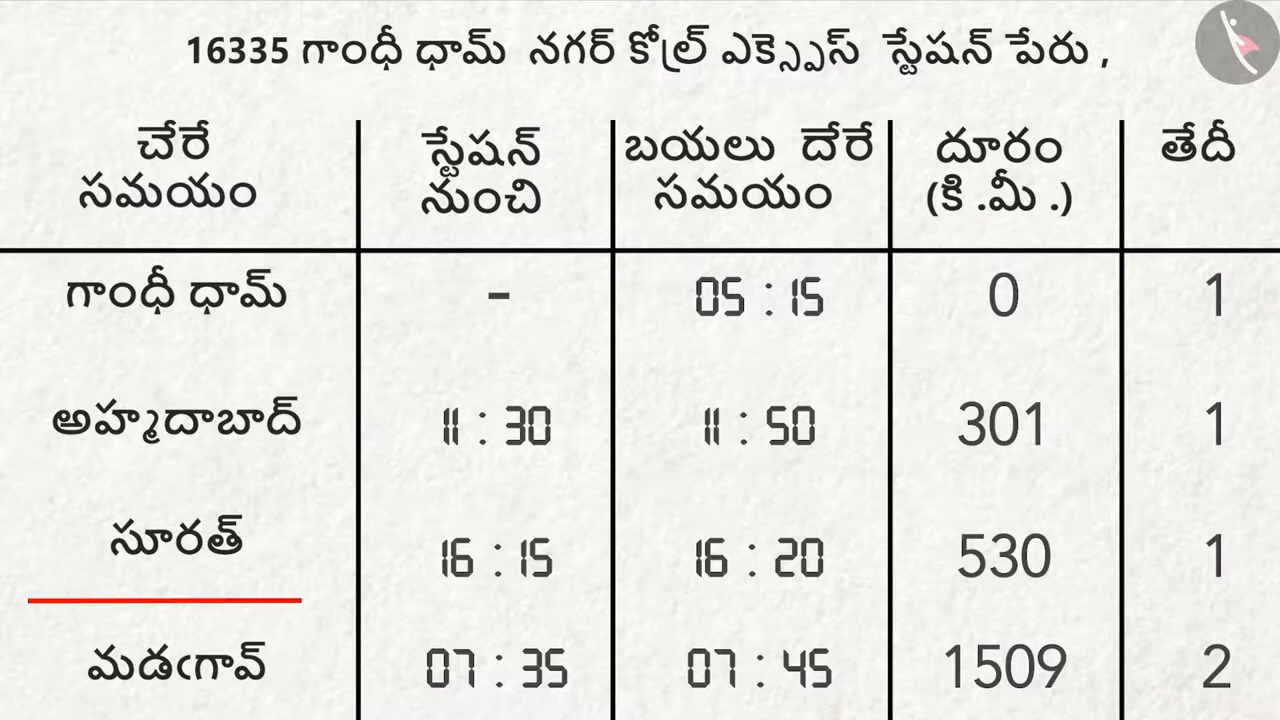 16335 గాంధీ ధామ్ నగర్ కోల్ర్ ఎక్స్ప్రెస్ స్టేషన్ పేరు ,
చేరే సమయం | స్టేషన్ నుంచి | బయలు దేరే సమయం | దూరం (కి .మీ .) | తేదీ
గాంధీ ధామ్ - 05 : 15 0 1
అహ్మదాబాద్ 11 : 30 11 : 50 301 1
సూరత్ 16 : 15 16 : 20 530 1
మడఁగావ్ 07 : 35 07 : 45 1509 2